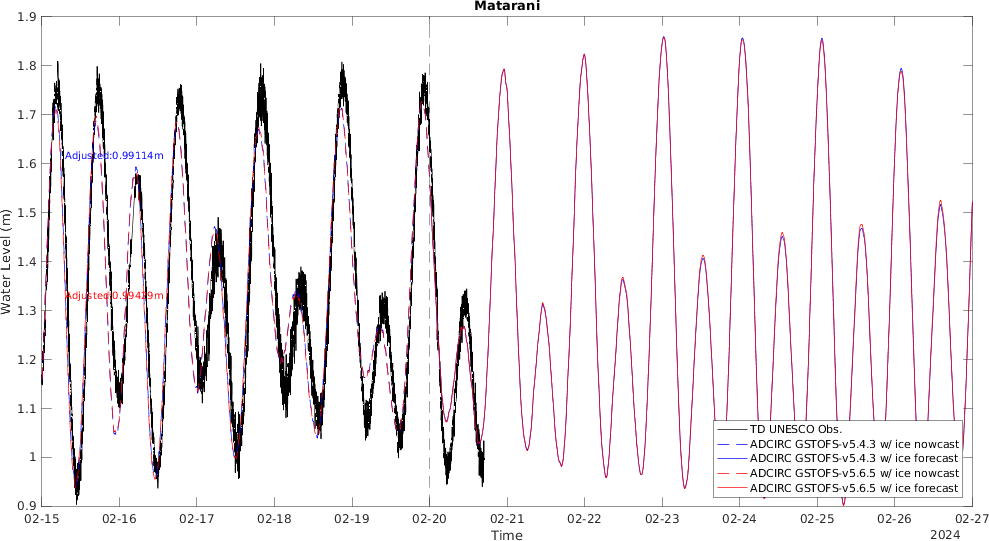 Matarani
1.9
1.8
1.7
1.6
1.5
1.4
1.3
1.2
1.1
1
0.9
Water Level (m)
Adjusted:0.99114m
Adjusted:0.99429m
TD UNESCO Obs.
ADCIRC GSTOFS-v5.4.3 w/ ice nowcast
ADCIRC GSTOFS-v5.4.3 w/ ice forecast
ADCIRC GSTOFS-v5.6.5 w/ ice nowcast
ADCIRC GSTOFS-v5.6.5 w/ ice forecast
02-15 02-16 02-17 02-18 02-19 02-20 02-21 02-22 02-23 02-24 02-25 02-26 02-27
Time
2024